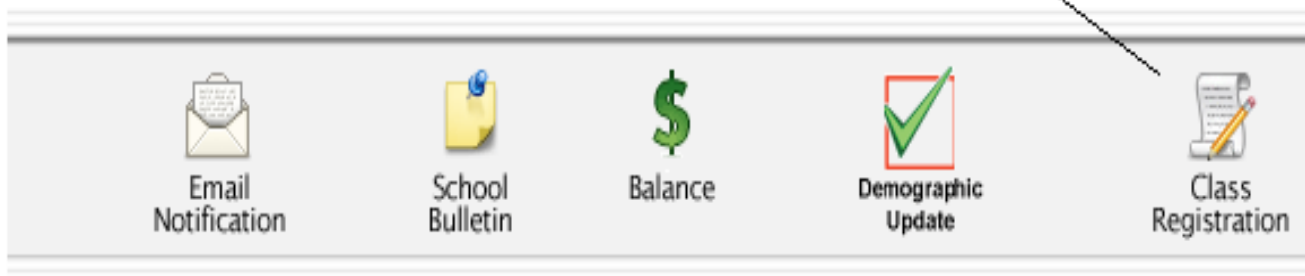 Email
Notification
School
Bulletin
Balance
Demographic
Update
Class
Registration